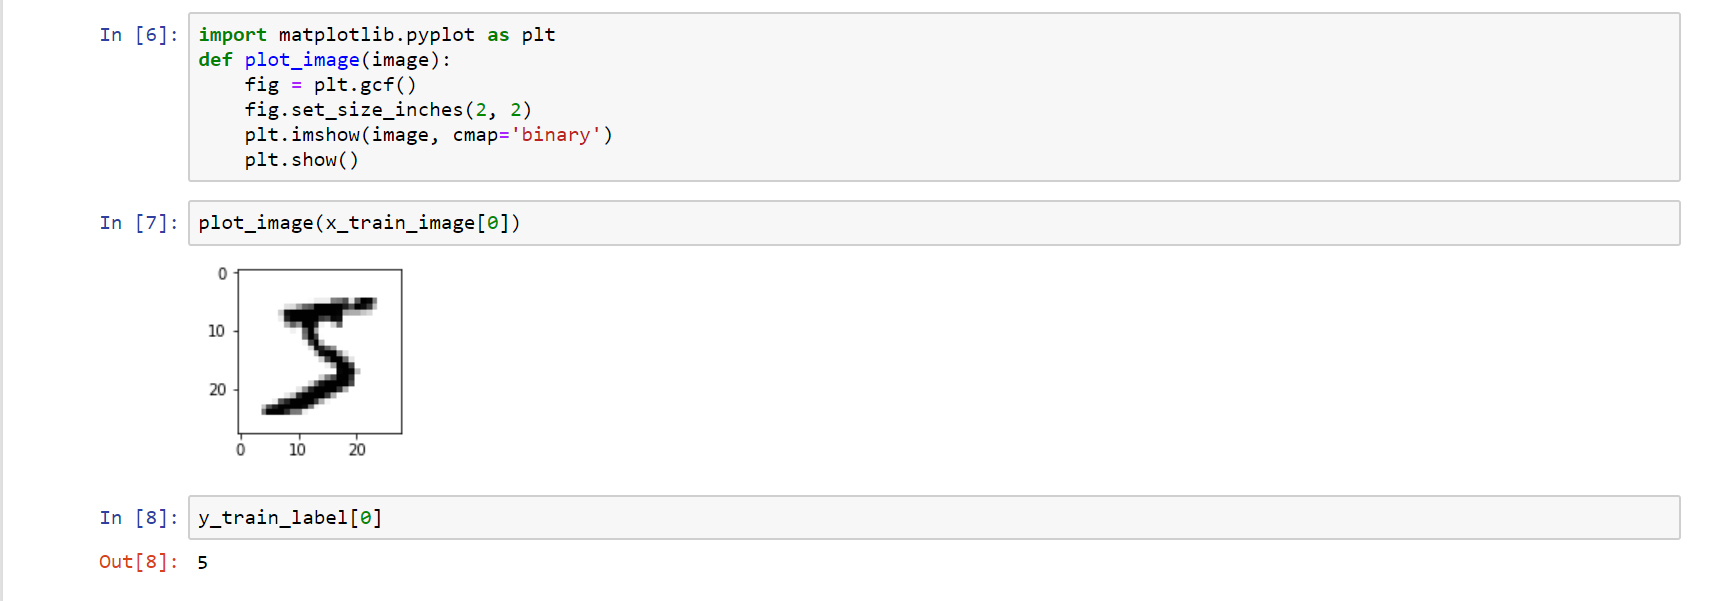 In [6]: import matplotlib.pyplot as plt
def plot_image(image):
    fig = plt.gcf()
    fig.set_size_inches(2, 2)
    plt.imshow(image, cmap='binary')
    plt.show()
In [7]: plot_image(x_train_image[0])
0
10
20
0 10 20
In [8]: y_train_label[0]
Out[8]: 5